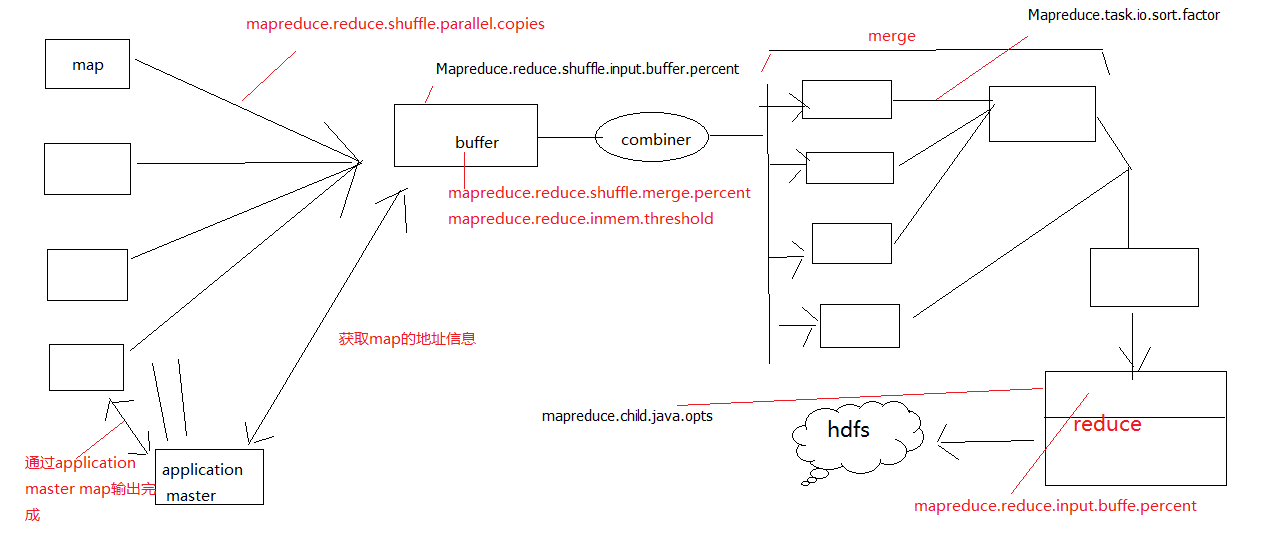 mapreduce.reduce.shuffle.parallel.copies
Mapreduce.task.io.sort.factor
merge
map
Mapreduce.reduce.shuffle.input.buffer.percent
buffer
combiner
mapreduce.reduce.shuffle.merge.percent
mapreduce.reduce.inmem.threshold
获取map的地址信息
mapreduce.child.java.opts
hdfs
reduce
通过application
master map输出完
成
application
master
mapreduce.reduce.input.buffe.percent